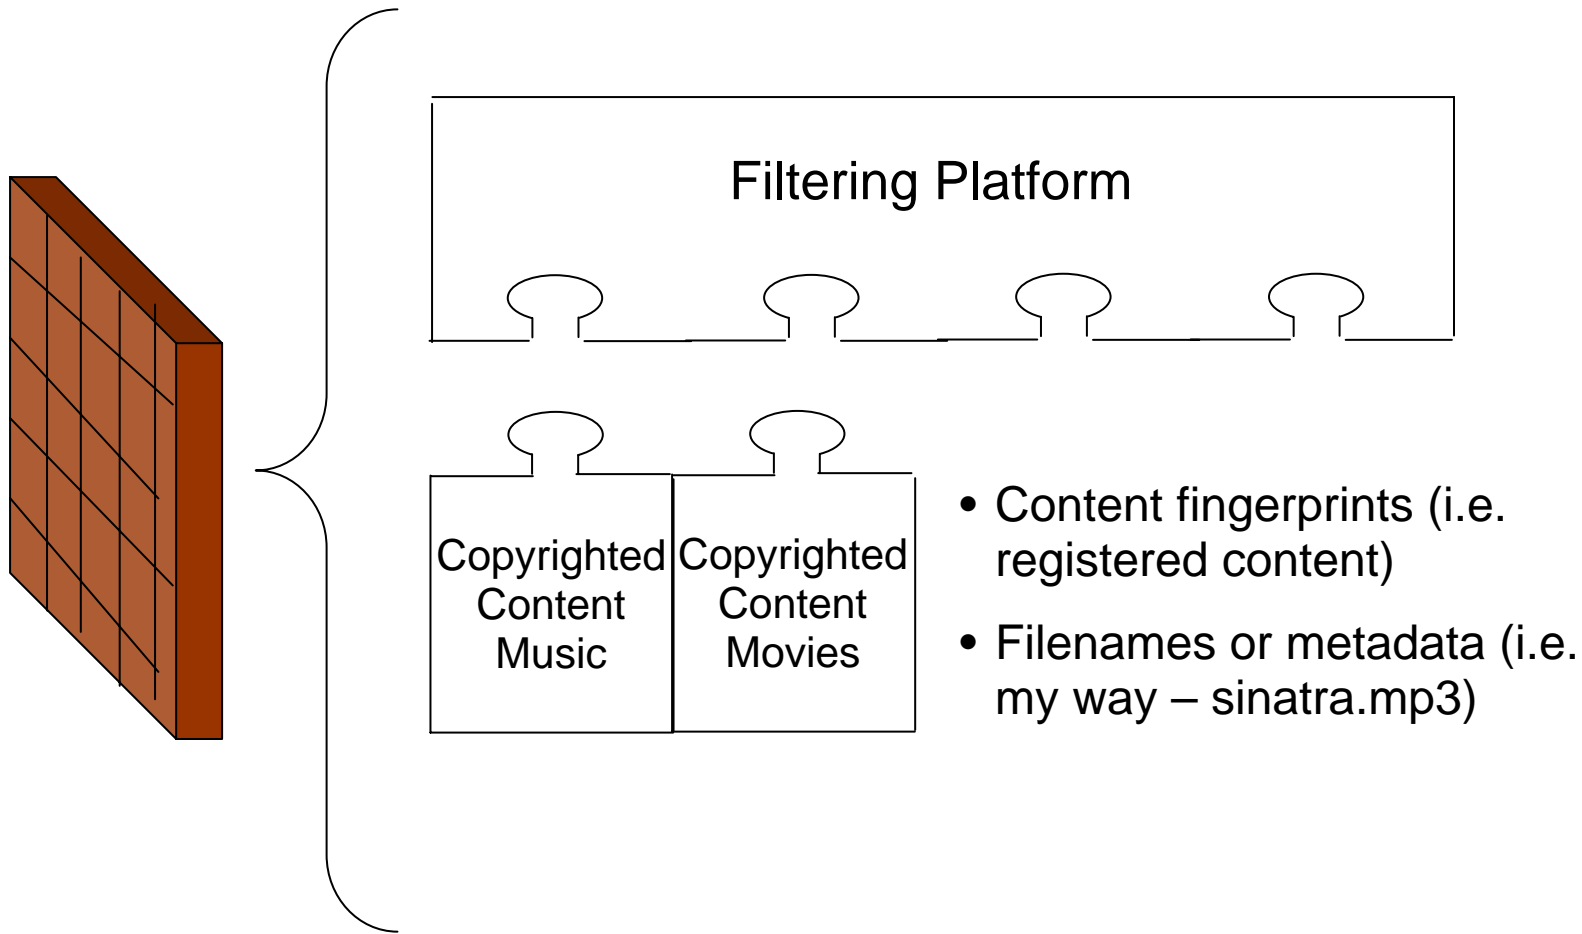 Filtering Platform
Copyrighted
Content
Music
Copyrighted
Content
Movies
• Content fingerprints (i.e.
registered content)
• Filenames or metadata (i.e.
my way – sinatra.mp3)